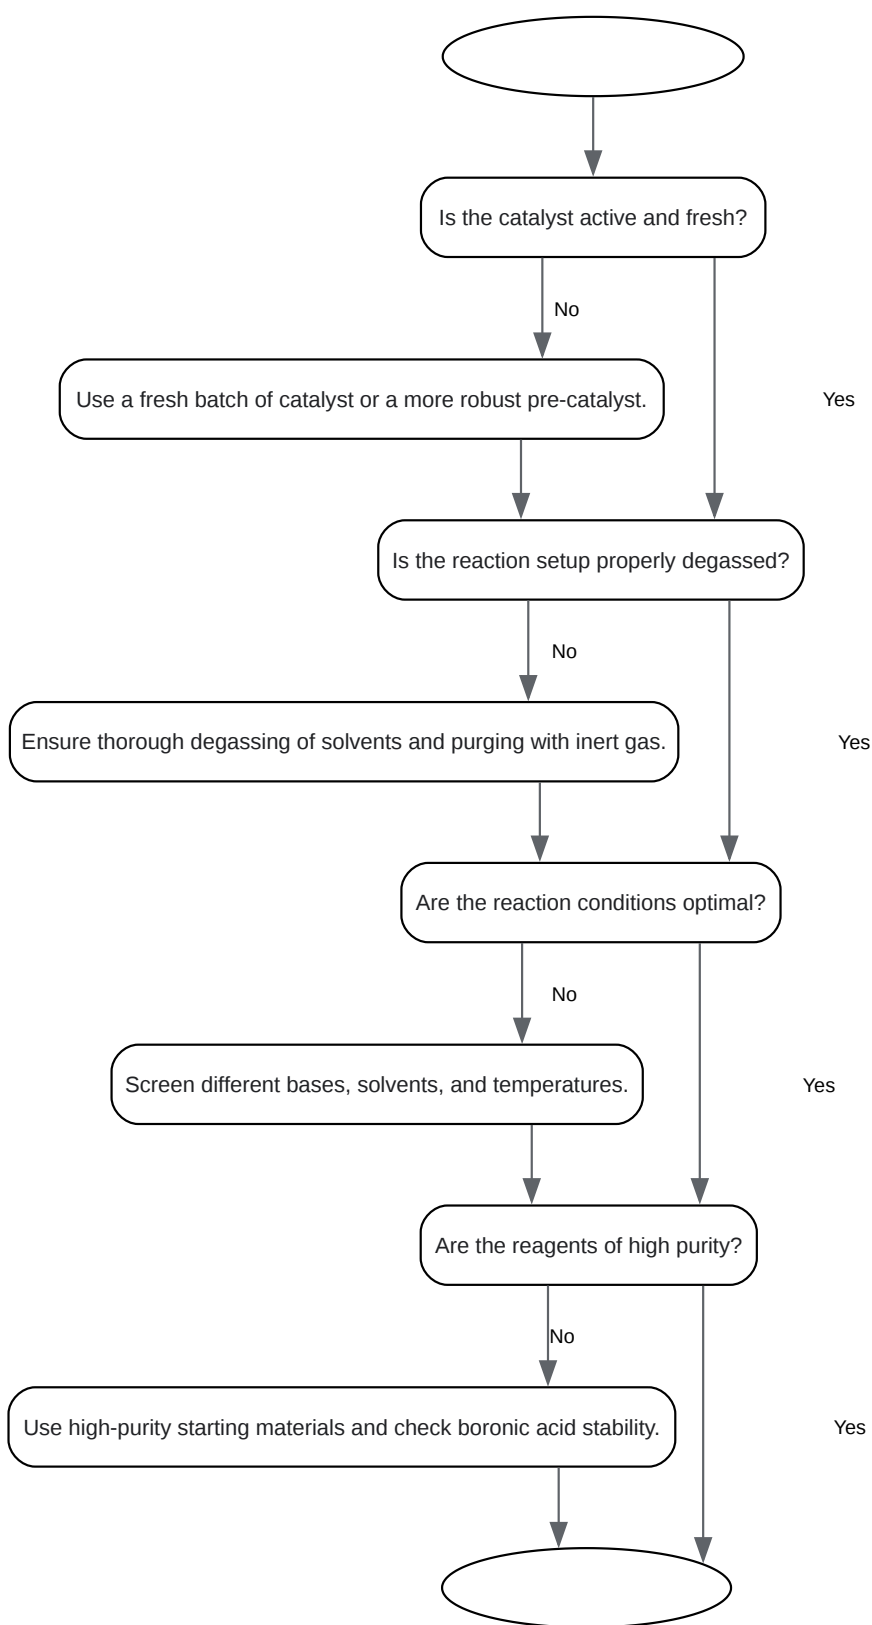 Is the catalyst active and fresh?
No
Use a fresh batch of catalyst or a more robust pre-catalyst.
Yes
Is the reaction setup properly degassed?
No
Ensure thorough degassing of solvents and purging with inert gas.
Yes
Are the reaction conditions optimal?
No
Screen different bases, solvents, and temperatures.
Yes
Are the reagents of high purity?
No
Use high-purity starting materials and check boronic acid stability.
Yes